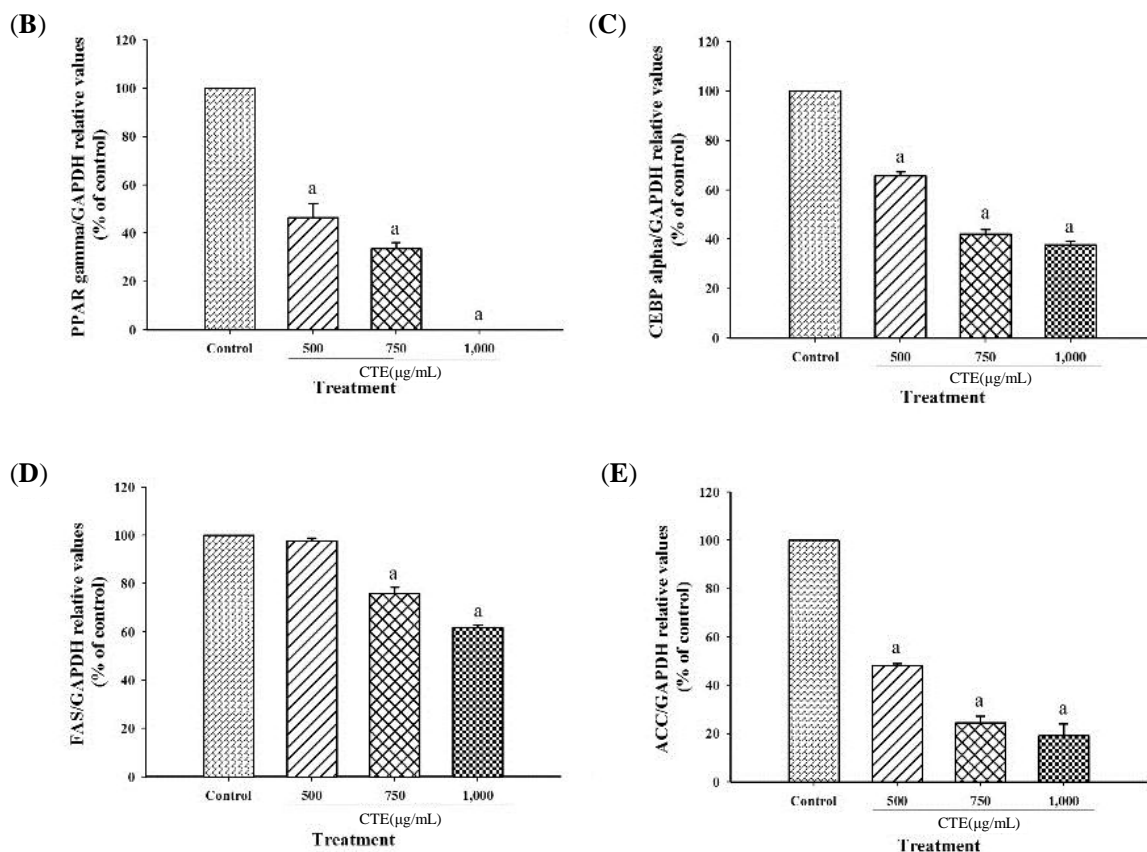 (B)
PPAR gamma/GAPDH relative values
(% of control)
120
100
80
60
40
20
0
a
a
a
Control
500
750
1,000
CTE(μg/mL)
Treatment
(C)
CEBP alpha/GAPDH relative values
(% of control)
120
100
80
60
40
20
0
a
a
a
Control
500
750
1,000
CTE(μg/mL)
Treatment
(D)
FAS/GAPDH relative values
(% of control)
120
100
80
60
40
20
0
a
a
Control
500
750
1,000
CTE(μg/mL)
Treatment
(E)
ACC/GAPDH relative values
(% of control)
120
100
80
60
40
20
0
a
a
a
Control
500
750
1,000
CTE(μg/mL)
Treatment